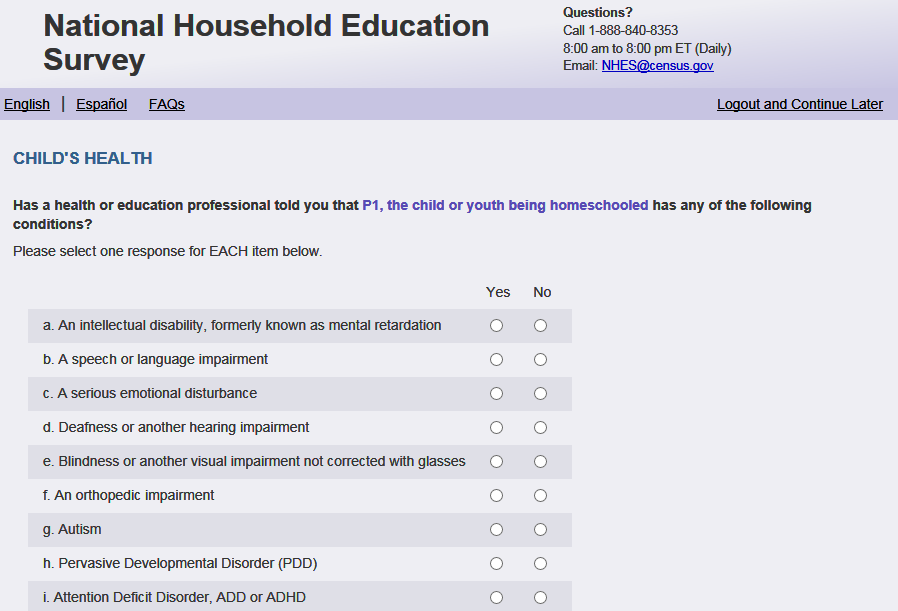 National Household Education
Survey
Questions?
Call 1-888-840-8353
8:00 am to 8:00 pm ET (Daily)
Email: NHES@census.gov
English | Español FAQs Logout and Continue Later
CHILD'S HEALTH
Has a health or education professional told you that P1, the child or youth being homeschooled has any of the following
conditions?
Please select one response for EACH item below.
Yes No
a. An intellectual disability, formerly known as mental retardation
b. A speech or language impairment
c. A serious emotional disturbance
d. Deafness or another hearing impairment
e. Blindness or another visual impairment not corrected with glasses
f. An orthopedic impairment
g. Autism
h. Pervasive Developmental Disorder (PDD)
i. Attention Deficit Disorder, ADD or ADHD